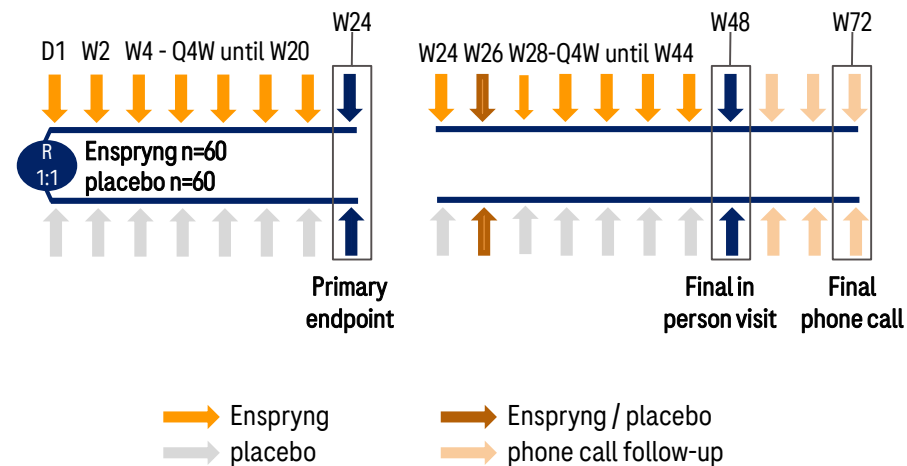 W24
D1 W2 W4 - Q4W until W20
W48
W72
W24 W26 W28-Q4W until W44
R
1:1
Enspryng n=60
placebo n=60
Primary
endpoint
Final in
person visit
Final
phone call
Enspryng
placebo
Enspryng / placebo
phone call follow-up